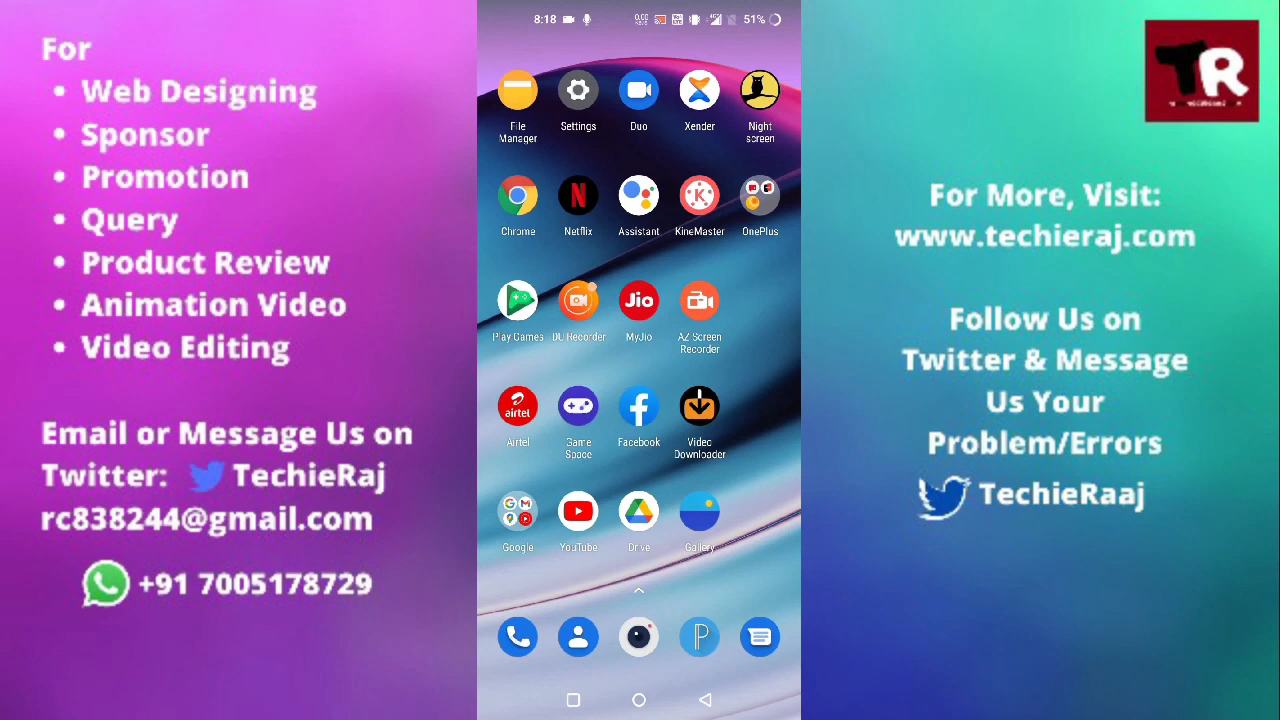 For
• Web Designing
• Sponsor
• Promotion
• Query
• Product Review
• Animation Video
• Video Editing
Email or Message Us on
Twitter: TechieRaj
rc838244@gmail.com
+91 7005178729
8:18
51%
File
Manager
Settings
Duo
Xender
Night
screen
Chrome
Netflix
Assistant
KineMaster
OnePlus
Play Games
DU Recorder
Jio
MyJio
AZ Screen
Recorder
airtel
Airtel
Game
Space
Facebook
Video
Downloader
Google
YouTube
Drive
Gallery
TR
For More, Visit:
www.techieraj.com
Follow Us on
Twitter & Message
Us Your
Problem/Errors
TechieRaaj